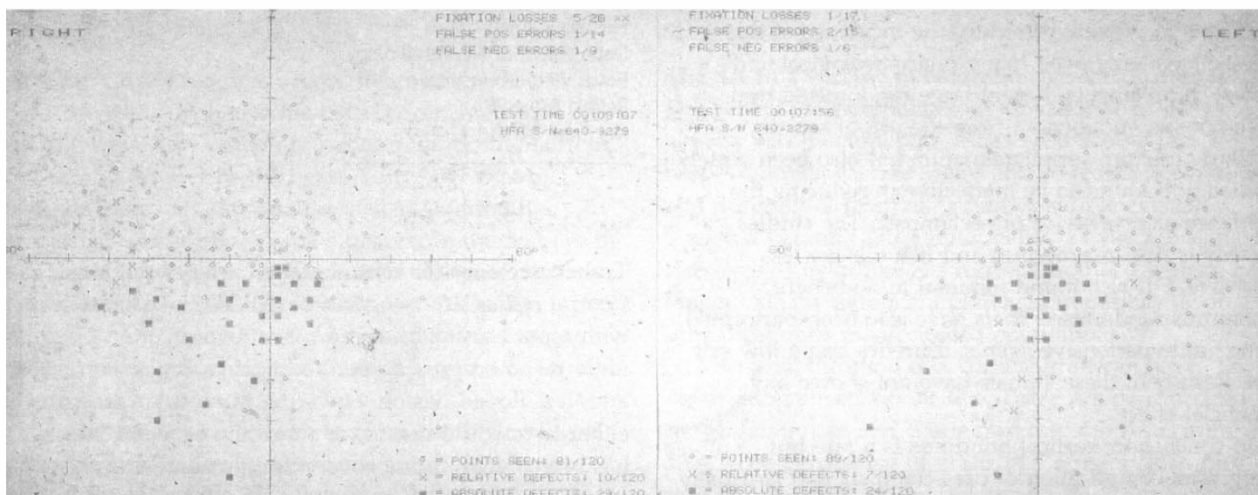 RIGHT
FIXATION LOSSES 5/20 xx
FALSE POS ERRORS 1/14
FALSE NEG ERRORS 1/9
TEST TIME 00:09:07
HFA S/N 640-3279
60°
60°
° = POINTS SEEN: 81/120
X = RELATIVE DEFECTS: 10/120
■ = ABSOLUTE DEFECTS: 29/120
LEFT
FIXATION LOSSES 1/17
FALSE POS ERRORS 2/15
FALSE NEG ERRORS 1/6
TEST TIME 00:07:56
HFA S/N 640-3279
60°
° = POINTS SEEN: 89/120
X = RELATIVE DEFECTS: 7/120
■ = ABSOLUTE DEFECTS: 24/120